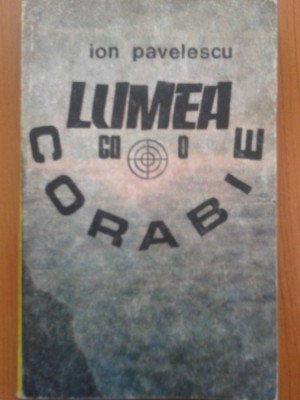 ion pavelescu
LUMEA
CA O
CORABIE